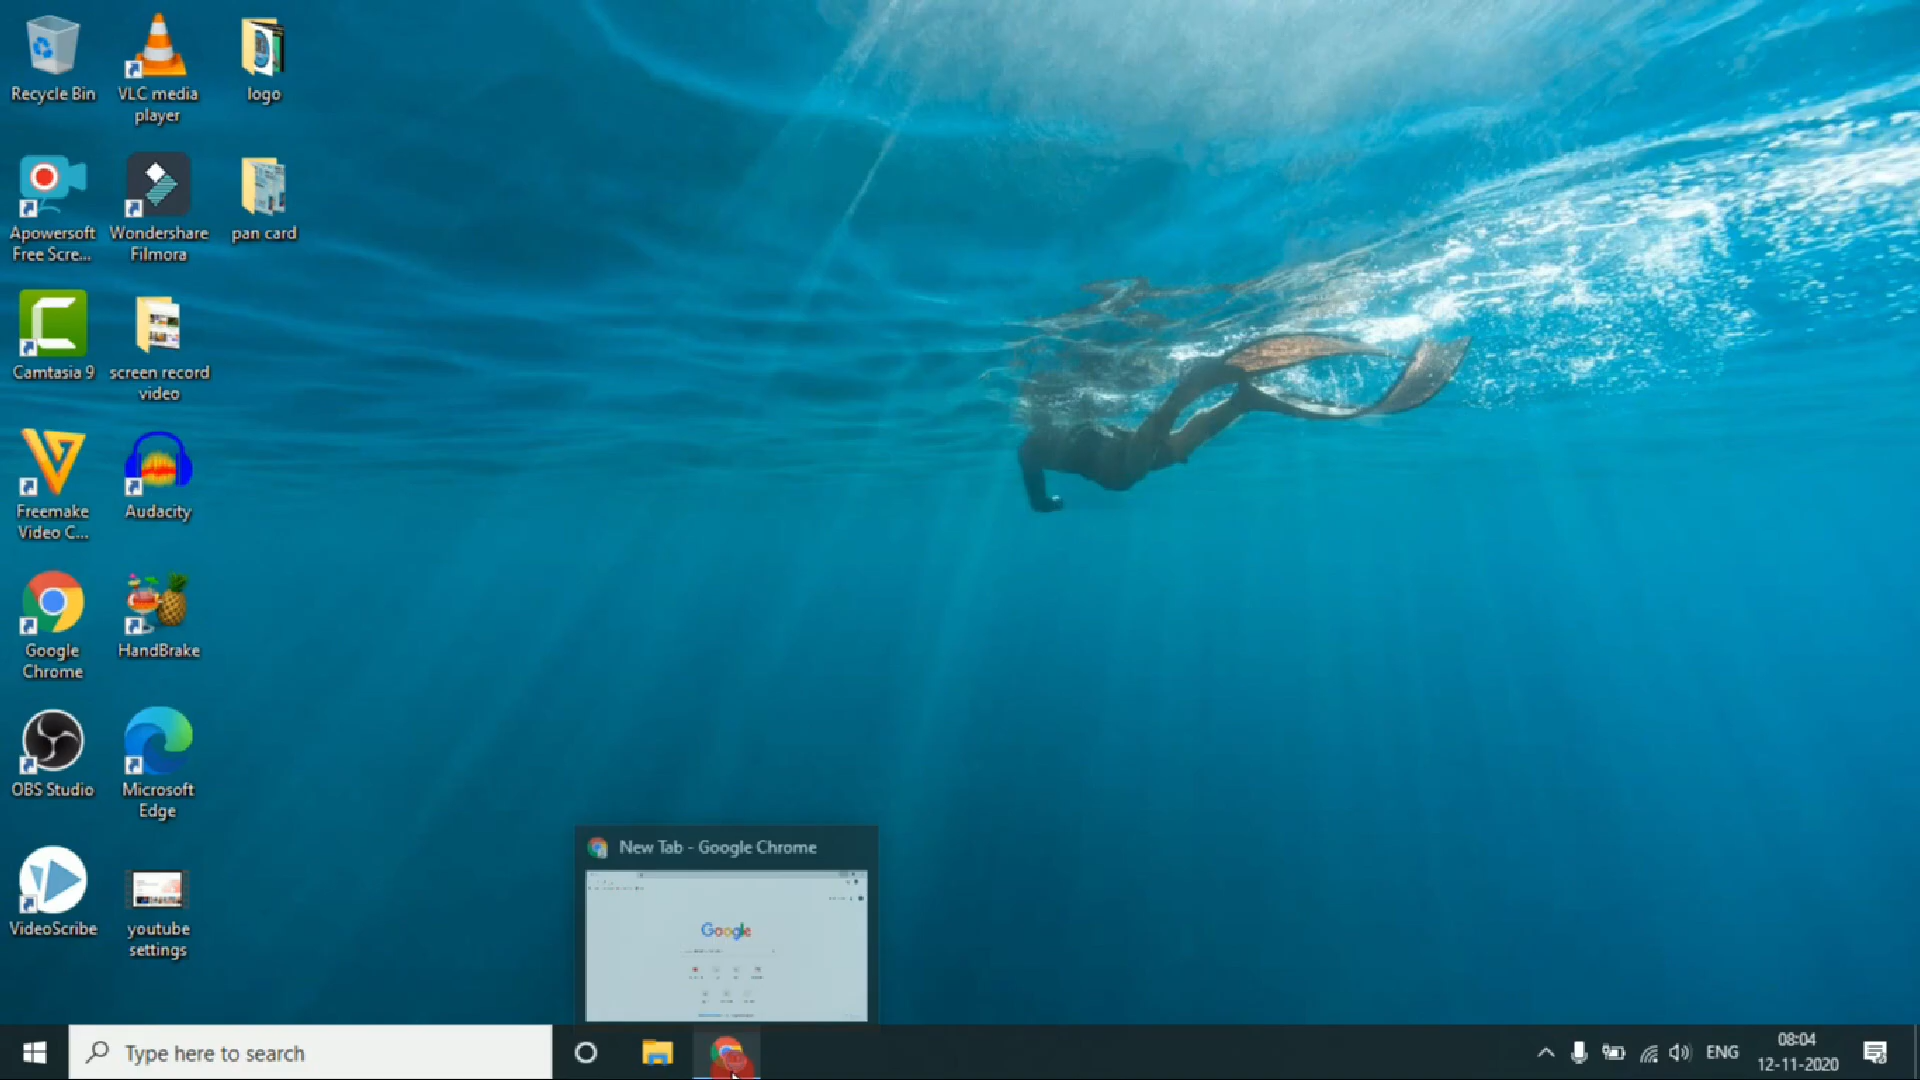 Recycle Bin
VLC media
player
logo
Apowersoft
Free Scre...
Wondershare
Filmora
pan card
Camtasia 9
screen record
video
Freemake
Video C...
Audacity
Google
Chrome
HandBrake
OBS Studio
Microsoft
Edge
VideoScribe
youtube
settings
New Tab - Google Chrome
Google
Type here to search
ENG
08:04
12-11-2020